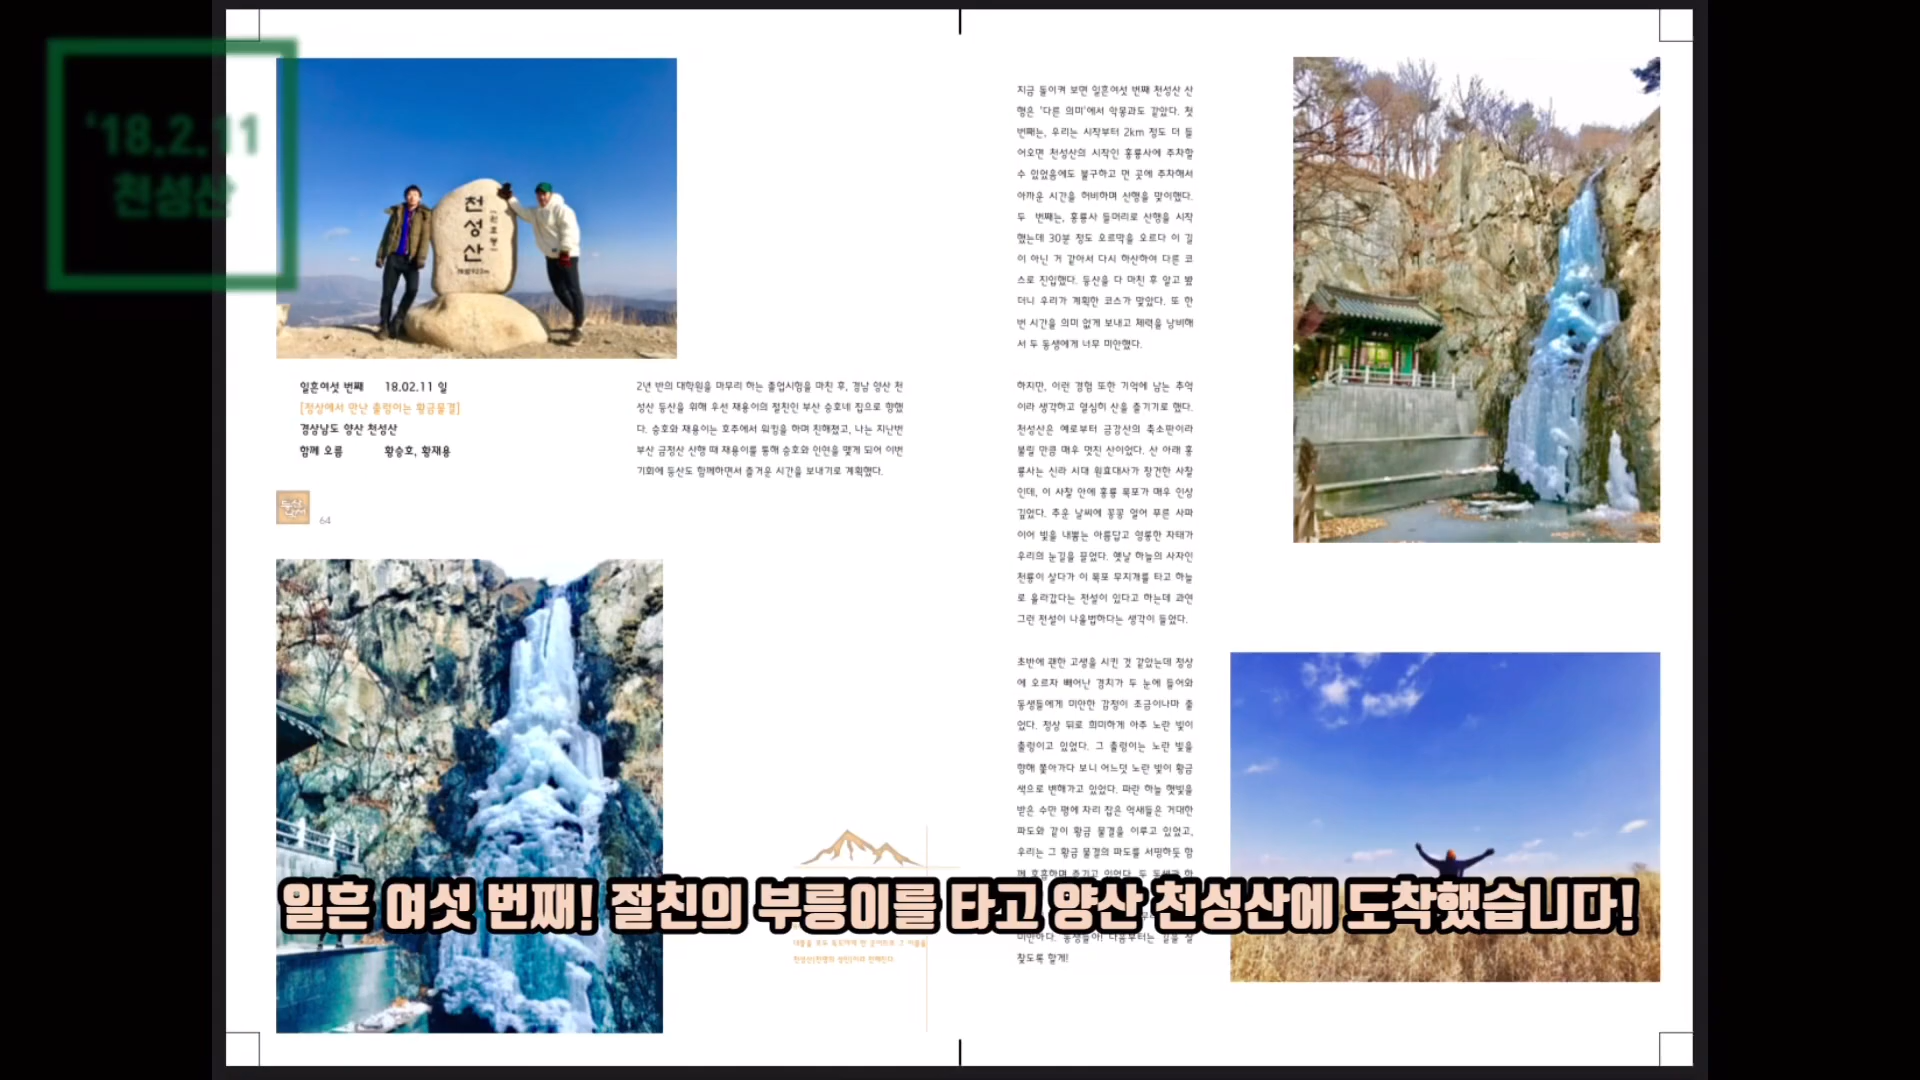 ‘18.2.11
천성산
천성산
일흔여섯 번째 18.02.11 일
[정상에서 만난 출렁이는 황금물결]
경상남도 양산 천성산
함께 오름 황승호, 황재용
64
2년 반의 대학원을 마무리 하는 졸업시험을 마친 후, 경남 양산 천
성산 등산을 위해 우선 재용이의 절친인 부산 승호네 집으로 향했
다. 승호와 재용이는 호주에서 워킹을 하며 친해졌고, 나는 지난번
부산 금정산 산행 때 재용이를 통해 승호와 인연을 맺게 되어 이번
기회에 등산도 함께하면서 즐거운 시간을 보내기로 계획했다.
지금 돌이켜 보면 일흔여섯 번째 천성산 산
행은 '다른 의미'에서 악몽과도 같았다. 첫
번째는, 우리는 시작부터 2km 정도 더 들
어오면 천성산의 시작인 홍룡사에 주차할
수 있었음에도 불구하고 먼 곳에 주차해서
아까운 시간을 허비하며 산행을 맞이했다.
두 번째는, 홍룡사 들머리로 산행을 시작
했는데 30분 정도 오르막을 오르다 이 길
이 아닌 거 같아서 다시 하산하여 다른 코
스로 진입했다. 등산을 다 마친 후 알고 봤
더니 우리가 계획한 코스가 맞았다. 또 한
번 시간을 의미 없게 보내고 체력을 낭비해
서 두 동생에게 너무 미안했다.
하지만, 이런 경험 또한 기억에 남는 추억
이라 생각하고 열심히 산을 즐기기로 했다.
천성산은 예로부터 금강산의 축소판이라
불릴 만큼 매우 멋진 산이었다. 산 아래 홍
룡사는 신라 시대 원효대사가 창건한 사찰
인데, 이 사찰 안에 홍룡 폭포가 매우 인상
깊었다. 추운 날씨에 꽁꽁 얼어 푸른 사파
이어 빛을 내뿜는 아름답고 영롱한 자태가
우리의 눈길을 끌었다. 옛날 하늘의 사자인
천룡이 살다가 이 폭포 무지개를 타고 하늘
로 올라갔다는 전설이 있다고 하는데 과연
그런 전설이 나올법하다는 생각이 들었다.
초반에 괜한 고생을 시킨 것 같았는데 정상
에 오르자 빼어난 경치가 두 눈에 들어와
동생들에게 미안한 감정이 조금이나마 줄
었다. 정상 뒤로 희미하게 아주 노란 빛이
출렁이고 있었다. 그 출렁이는 노란 빛을
향해 쫓아가다 보니 어느덧 노란 빛이 황금
색으로 변해가고 있었다. 파란 하늘 햇빛을
받은 수만 평에 자리 잡은 억새들은 거대한
파도와 같이 황금 물결을 이루고 있었고,
우리는 그 황금 물결의 파도를 서핑하듯 함
일흔 여섯 번째! 절친의 부릉이를 타고 양산 천성산에 도착했습니다!
찾도록 할게!